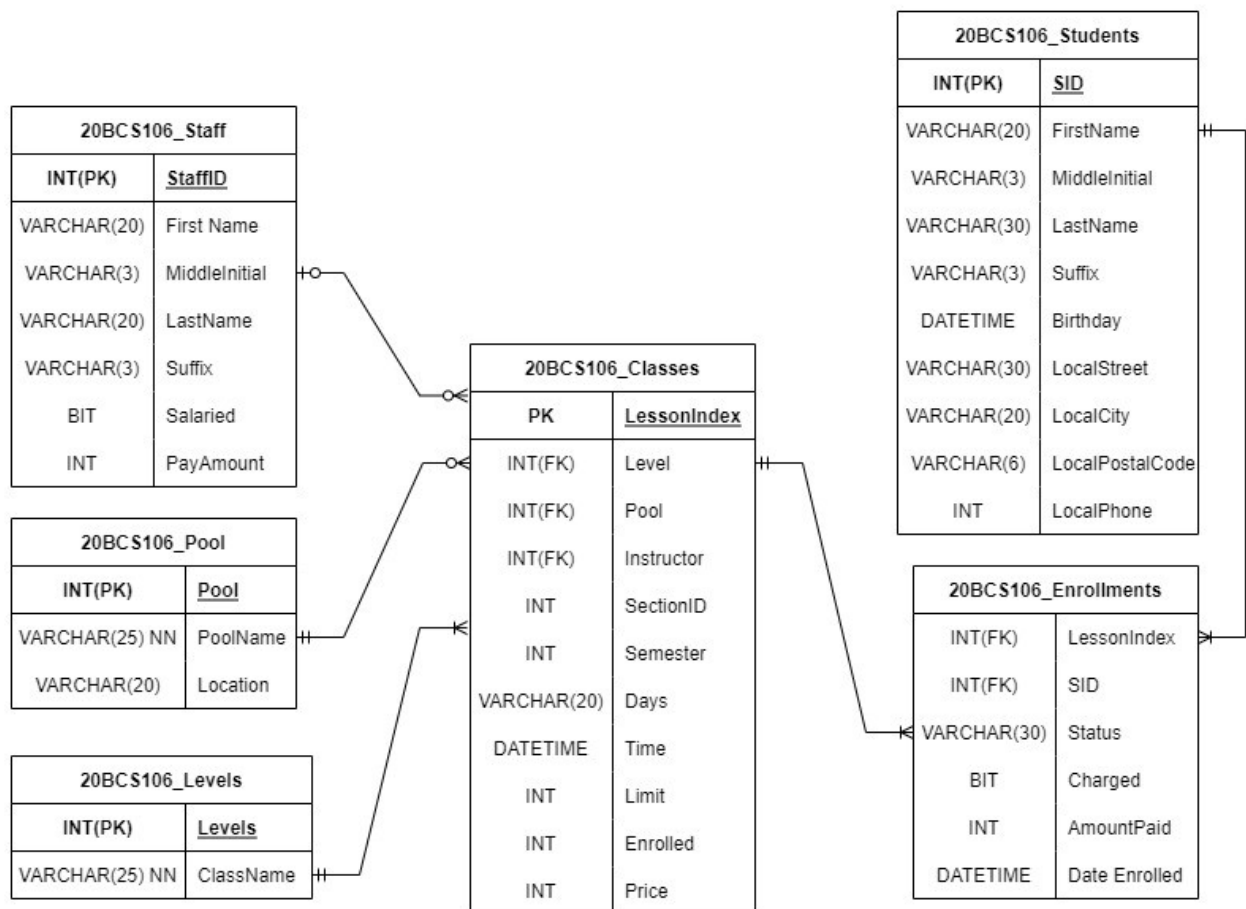 20BCS106_Students
INT(PK) SID
VARCHAR(20) FirstName
VARCHAR(3) MiddleInitial
VARCHAR(30) LastName
VARCHAR(3) Suffix
DATETIME Birthday
VARCHAR(30) LocalStreet
VARCHAR(20) LocalCity
VARCHAR(6) LocalPostalCode
INT LocalPhone
20BCS106_Staff
INT(PK) StaffID
VARCHAR(20) First Name
VARCHAR(3) MiddleInitial
VARCHAR(20) LastName
VARCHAR(3) Suffix
BIT Salaried
INT PayAmount
20BCS106_Classes
PK LessonIndex
INT(FK) Level
INT(FK) Pool
INT(FK) Instructor
INT SectionID
INT Semester
VARCHAR(20) Days
DATETIME Time
INT Limit
INT Enrolled
INT Price
20BCS106_Pool
INT(PK) Pool
VARCHAR(25) NN PoolName
VARCHAR(20) Location
20BCS106_Enrollments
INT(FK) LessonIndex
INT(FK) SID
VARCHAR(30) Status
BIT Charged
INT AmountPaid
DATETIME Date Enrolled
20BCS106_Levels
INT(PK) Levels
VARCHAR(25) NN ClassName